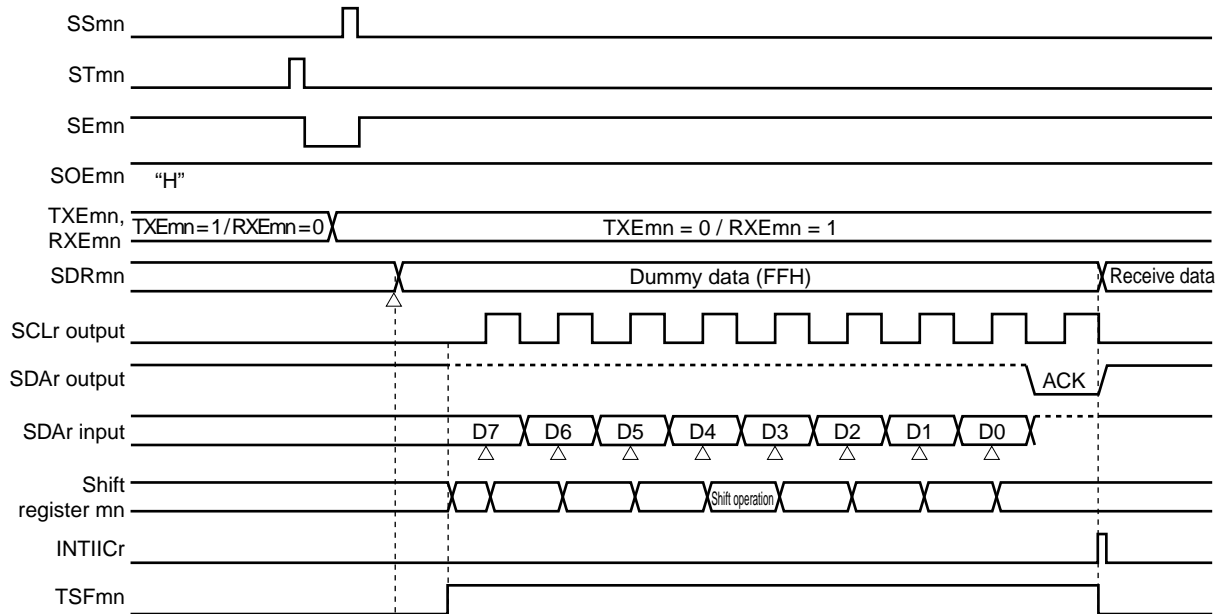 SSmn
STmn
SEmn
SOEmn “H”
TXEmn,
RXEmn
TXEmn = 1 / RXEmn = 0 TXEmn = 0 / RXEmn = 1
SDRmn Dummy data (FFH) Receive data
SCLr output
SDAr output ACK
SDAr input D7 D6 D5 D4 D3 D2 D1 D0
Shift
register mn Shift operation
INTIICr
TSFmn